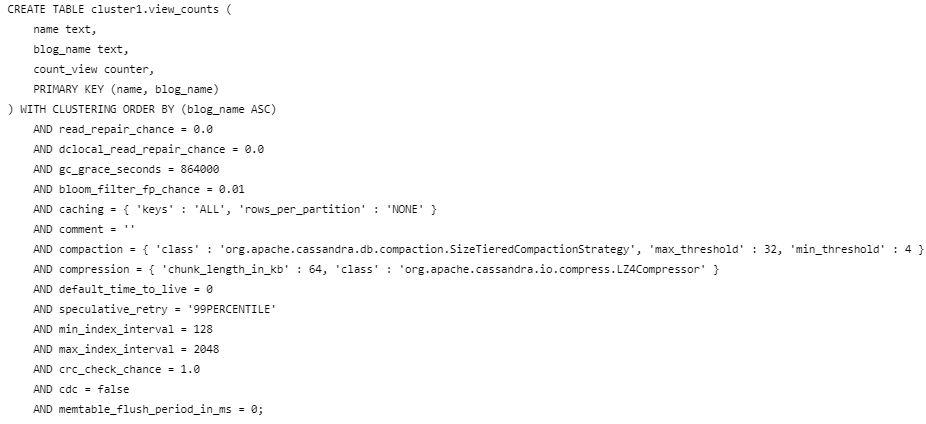 CREATE TABLE cluster1.view_counts (
    name text,
    blog_name text,
    count_view counter,
    PRIMARY KEY (name, blog_name)
) WITH CLUSTERING ORDER BY (blog_name ASC)
    AND read_repair_chance = 0.0
    AND dclocal_read_repair_chance = 0.0
    AND gc_grace_seconds = 864000
    AND bloom_filter_fp_chance = 0.01
    AND caching = { 'keys' : 'ALL', 'rows_per_partition' : 'NONE' }
    AND comment = ''
    AND compaction = { 'class' : 'org.apache.cassandra.db.compaction.SizeTieredCompactionStrategy', 'max_threshold' : 32, 'min_threshold' : 4 }
    AND compression = { 'chunk_length_in_kb' : 64, 'class' : 'org.apache.cassandra.io.compress.LZ4Compressor' }
    AND default_time_to_live = 0
    AND speculative_retry = '99PERCENTILE'
    AND min_index_interval = 128
    AND max_index_interval = 2048
    AND crc_check_chance = 1.0
    AND cdc = false
    AND memtable_flush_period_in_ms = 0;